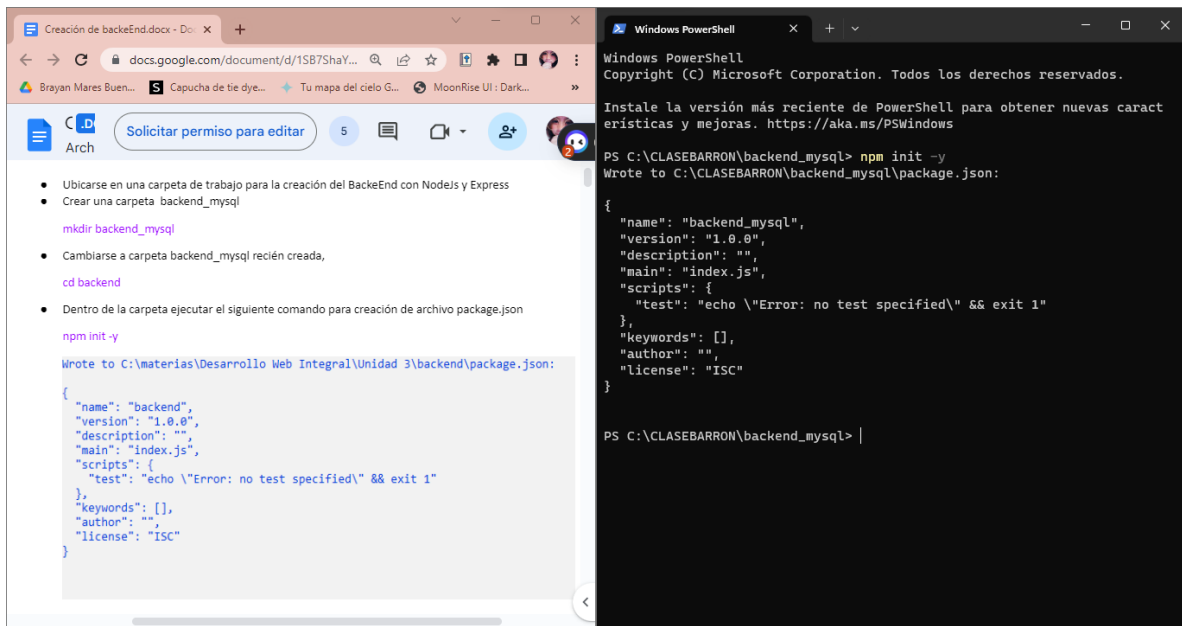 Creación de backeEnd.docx - Do
docs.google.com/document/d/1SB7ShaY...
Brayan Mares Buen...
S Capucha de tie dye...
Tu mapa del cielo G...
MoonRise UI : Dark...
»
.D
Solicitar permiso para editar
5
Arch
2
• Ubicarse en una carpeta de trabajo para la creación del BackeEnd con NodeJs y Express
• Crear una carpeta backend_mysql
mkdir backend_mysql
• Cambiarse a carpeta backend_mysql recién creada,
cd backend
• Dentro de la carpeta ejecutar el siguiente comando para creación de archivo package.json
npm init -y
Wrote to C:\materias\Desarrollo Web Integral\Unidad 3\backend\package.json:
{
"name": "backend",
"version": "1.0.0",
"description": "",
"main": "index.js",
"scripts": {
"test": "echo \"Error: no test specified\" && exit 1"
},
"keywords": [],
"author": "",
"license": "ISC"
}
Windows PowerShell
Windows PowerShell
Copyright (C) Microsoft Corporation. Todos los derechos reservados.
Instale la versión más reciente de PowerShell para obtener nuevas caract
erísticas y mejoras. https://aka.ms/PSWindows
PS C:\CLASEBARRON\backend_mysql> npm init -y
Wrote to C:\CLASEBARRON\backend_mysql\package.json:
{
"name": "backend_mysql",
"version": "1.0.0",
"description": "",
"main": "index.js",
"scripts": {
"test": "echo \"Error: no test specified\" && exit 1"
},
"keywords": [],
"author": "",
"license": "ISC"
}
PS C:\CLASEBARRON\backend_mysql>